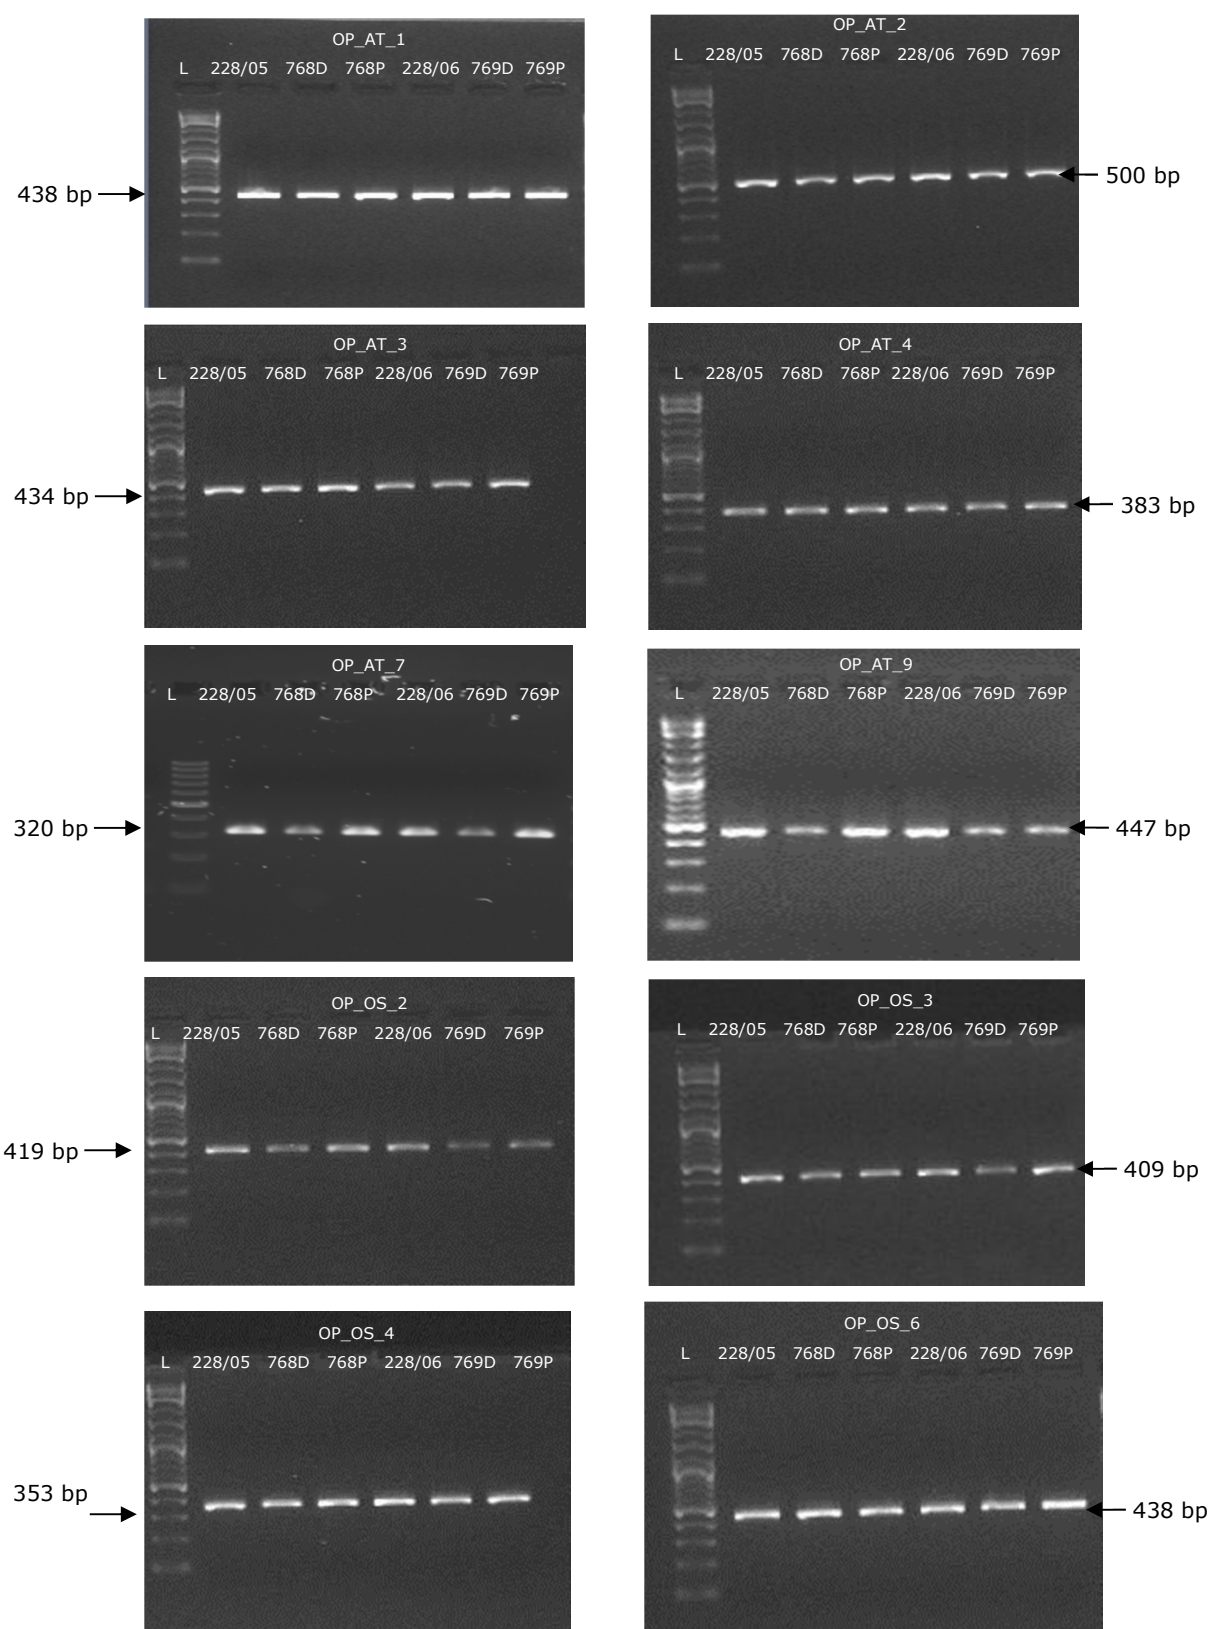 OP_AT_1
L 228/05 768D 768P 228/06 769D 769P
438 bp
OP_AT_2
L 228/05 768D 768P 228/06 769D 769P
500 bp
OP_AT_3
L 228/05 768D 768P 228/06 769D 769P
434 bp
OP_AT_4
L 228/05 768D 768P 228/06 769D 769P
383 bp
OP_AT_7
L 228/05 768D 768P 228/06 769D 769P
320 bp
OP_AT_9
L 228/05 768D 768P 228/06 769D 769P
447 bp
OP_OS_2
L 228/05 768D 768P 228/06 769D 769P
419 bp
OP_OS_3
L 228/05 768D 768P 228/06 769D 769P
409 bp
OP_OS_4
L 228/05 768D 768P 228/06 769D 769P
353 bp
OP_OS_6
L 228/05 768D 768P 228/06 769D 769P
438 bp